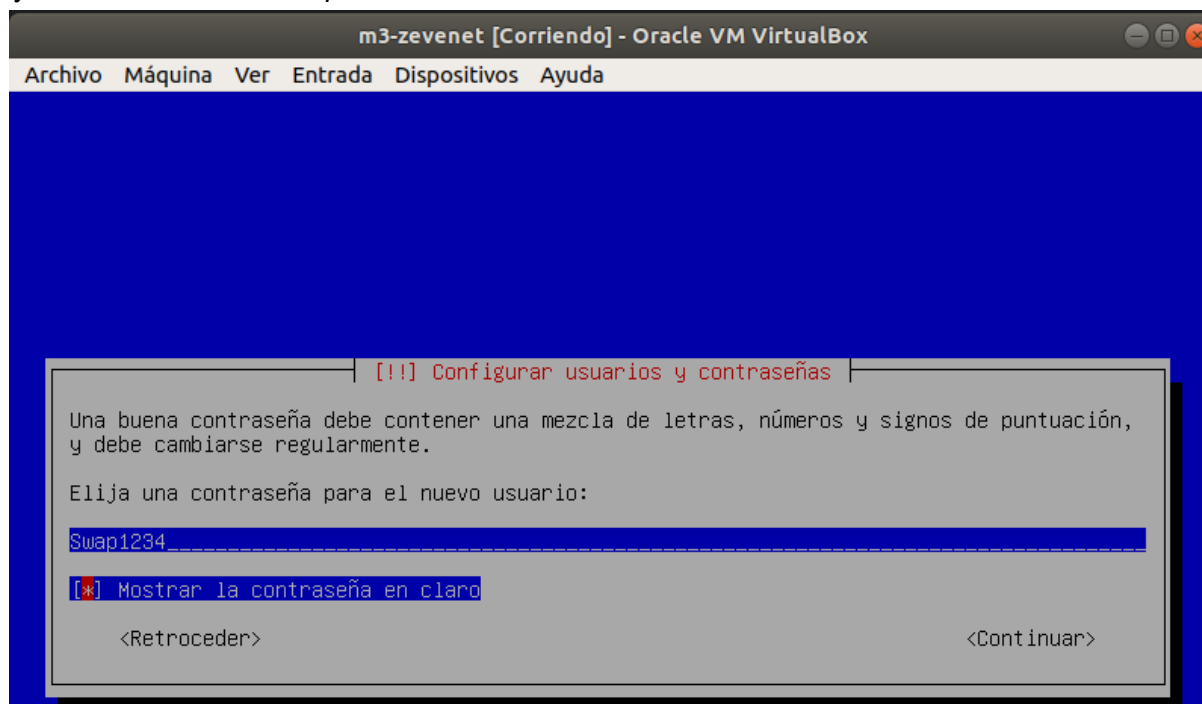 m3-zevenet [Corriendo] - Oracle VM VirtualBox
Archivo Máquina Ver Entrada Dispositivos Ayuda
[!!] Configurar usuarios y contraseñas
Una buena contraseña debe contener una mezcla de letras, números y signos de puntuación,
y debe cambiarse regularmente.
Elija una contraseña para el nuevo usuario:
Swap1234
[*] Mostrar la contraseña en claro
<Retroceder> <Continuar>